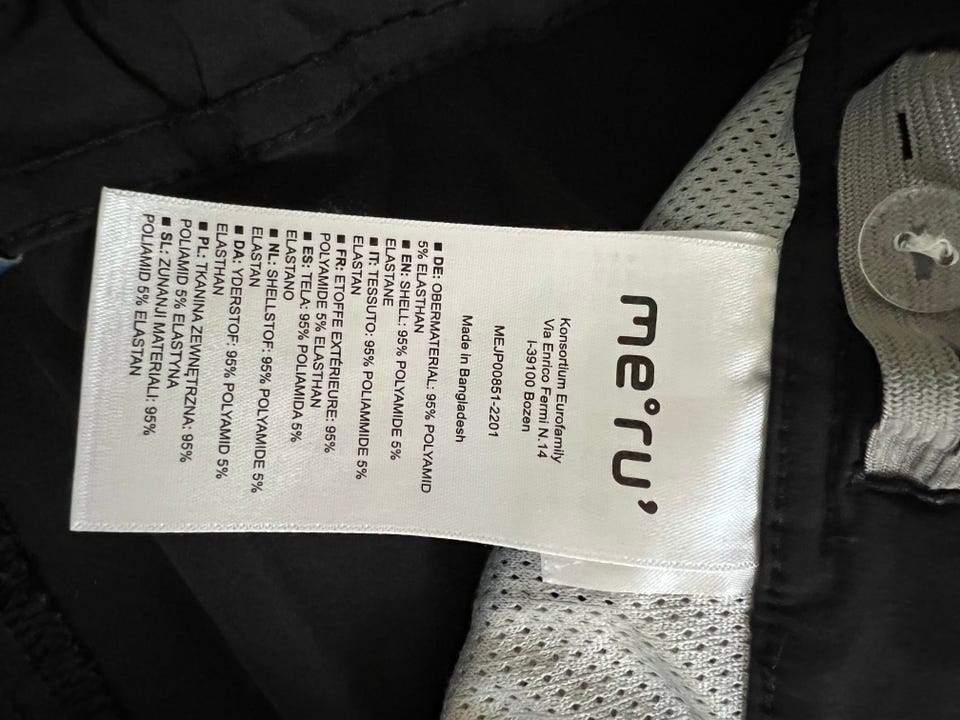 me°ru'
Konsortium Eurofamily
Via Enrico Fermi N.14
I-39100 Bozen
MEJP00851-2201
Made in Bangladesh
■ DE: OBERMATERIAL: 95% POLYAMID
5% ELASTHAN
■ EN: SHELL: 95% POLYAMIDE 5%
ELASTANE
■ IT: TESSUTO: 95% POLIAMMIDE 5%
ELASTAN
■ FR: ETOFFE EXTÉRIEURE: 95%
POLYAMIDE 5% ELASTHAN
■ ES: TELA: 95% POLIAMIDA 5%
ELASTANO
■ NL: SHELLSTOF: 95% POLYAMIDE 5%
ELASTAN
■ DA: YDERSTOF: 95% POLYAMID 5%
ELASTHAN
■ PL: TKANINA ZEWNĘTRZNA: 95%
POLIAMID 5% ELASTYNA
■ SL: ZUNANJI MATERIALI: 95%
POLIAMID 5% ELASTAN